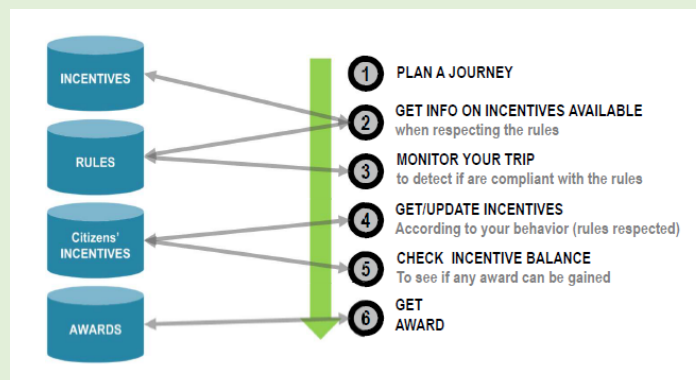 INCENTIVES
RULES
Citizens'
INCENTIVES
AWARDS
1
PLAN A JOURNEY
2
GET INFO ON INCENTIVES AVAILABLE
when respecting the rules
3
MONITOR YOUR TRIP
to detect if are compliant with the rules
4
GET/UPDATE INCENTIVES
According to your behavior (rules respected)
5
CHECK INCENTIVE BALANCE
To see if any award can be gained
6
GET
AWARD